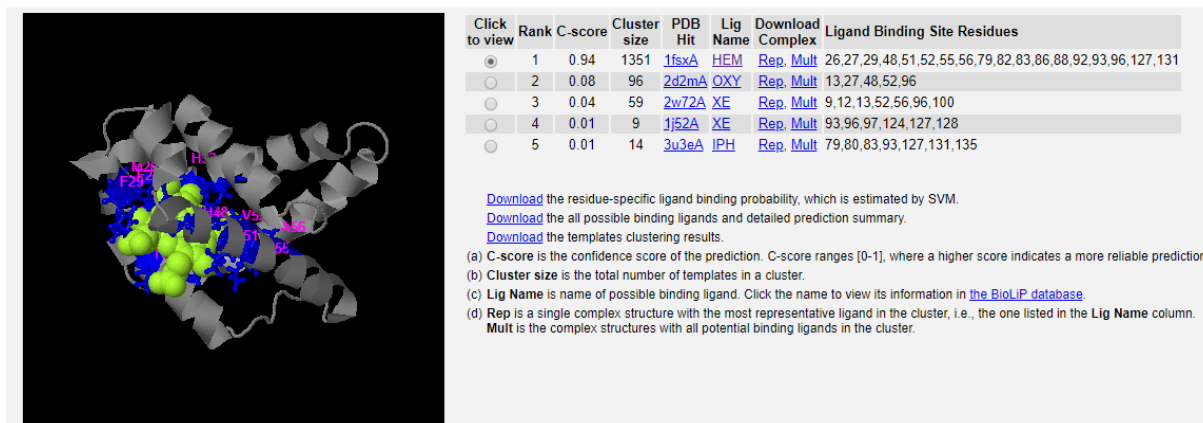 Click to view Rank C-score Cluster size PDB Hit Lig Name Download Complex Ligand Binding Site Residues
1 0.94 1351 1fsxA HEM Rep, Mult 26,27,29,48,51,52,55,56,79,82,83,86,88,92,93,96,127,131
2 0.08 96 2d2mA OXY Rep, Mult 13,27,48,52,96
3 0.04 59 2w72A XE Rep, Mult 9,12,13,52,56,96,100
4 0.01 9 1j52A XE Rep, Mult 93,96,97,124,127,128
5 0.01 14 3u3eA IPH Rep, Mult 79,80,83,93,127,131,135
F29
Download the residue-specific ligand binding probability, which is estimated by SVM.
Download the all possible binding ligands and detailed prediction summary.
Download the templates clustering results.
(a) C-score is the confidence score of the prediction. C-score ranges [0-1], where a higher score indicates a more reliable prediction
(b) Cluster size is the total number of templates in a cluster.
(c) Lig Name is name of possible binding ligand. Click the name to view its information in the BioLiP database.
(d) Rep is a single complex structure with the most representative ligand in the cluster, i.e., the one listed in the Lig Name column.
Mult is the complex structures with all potential binding ligands in the cluster.